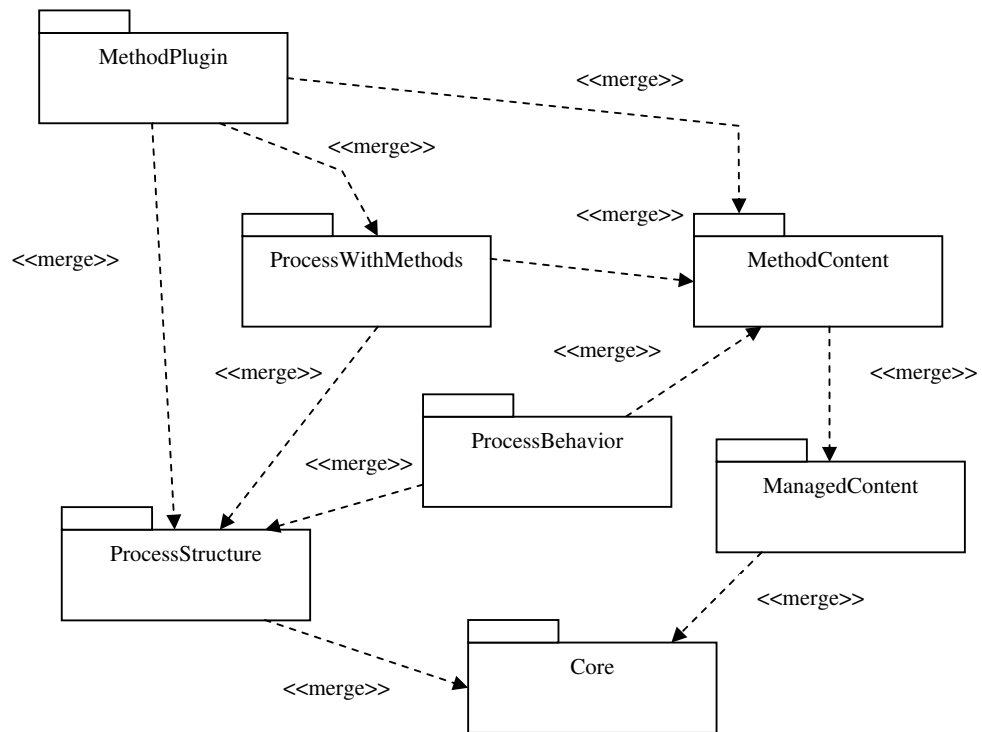 MethodPlugin
<<merge>>
<<merge>>
<<merge>>
<<merge>>
ProcessWithMethods
MethodContent
<<merge>>
<<merge>>
<<merge>>
ProcessBehavior
<<merge>>
ManagedContent
ProcessStructure
<<merge>>
Core
<<merge>>